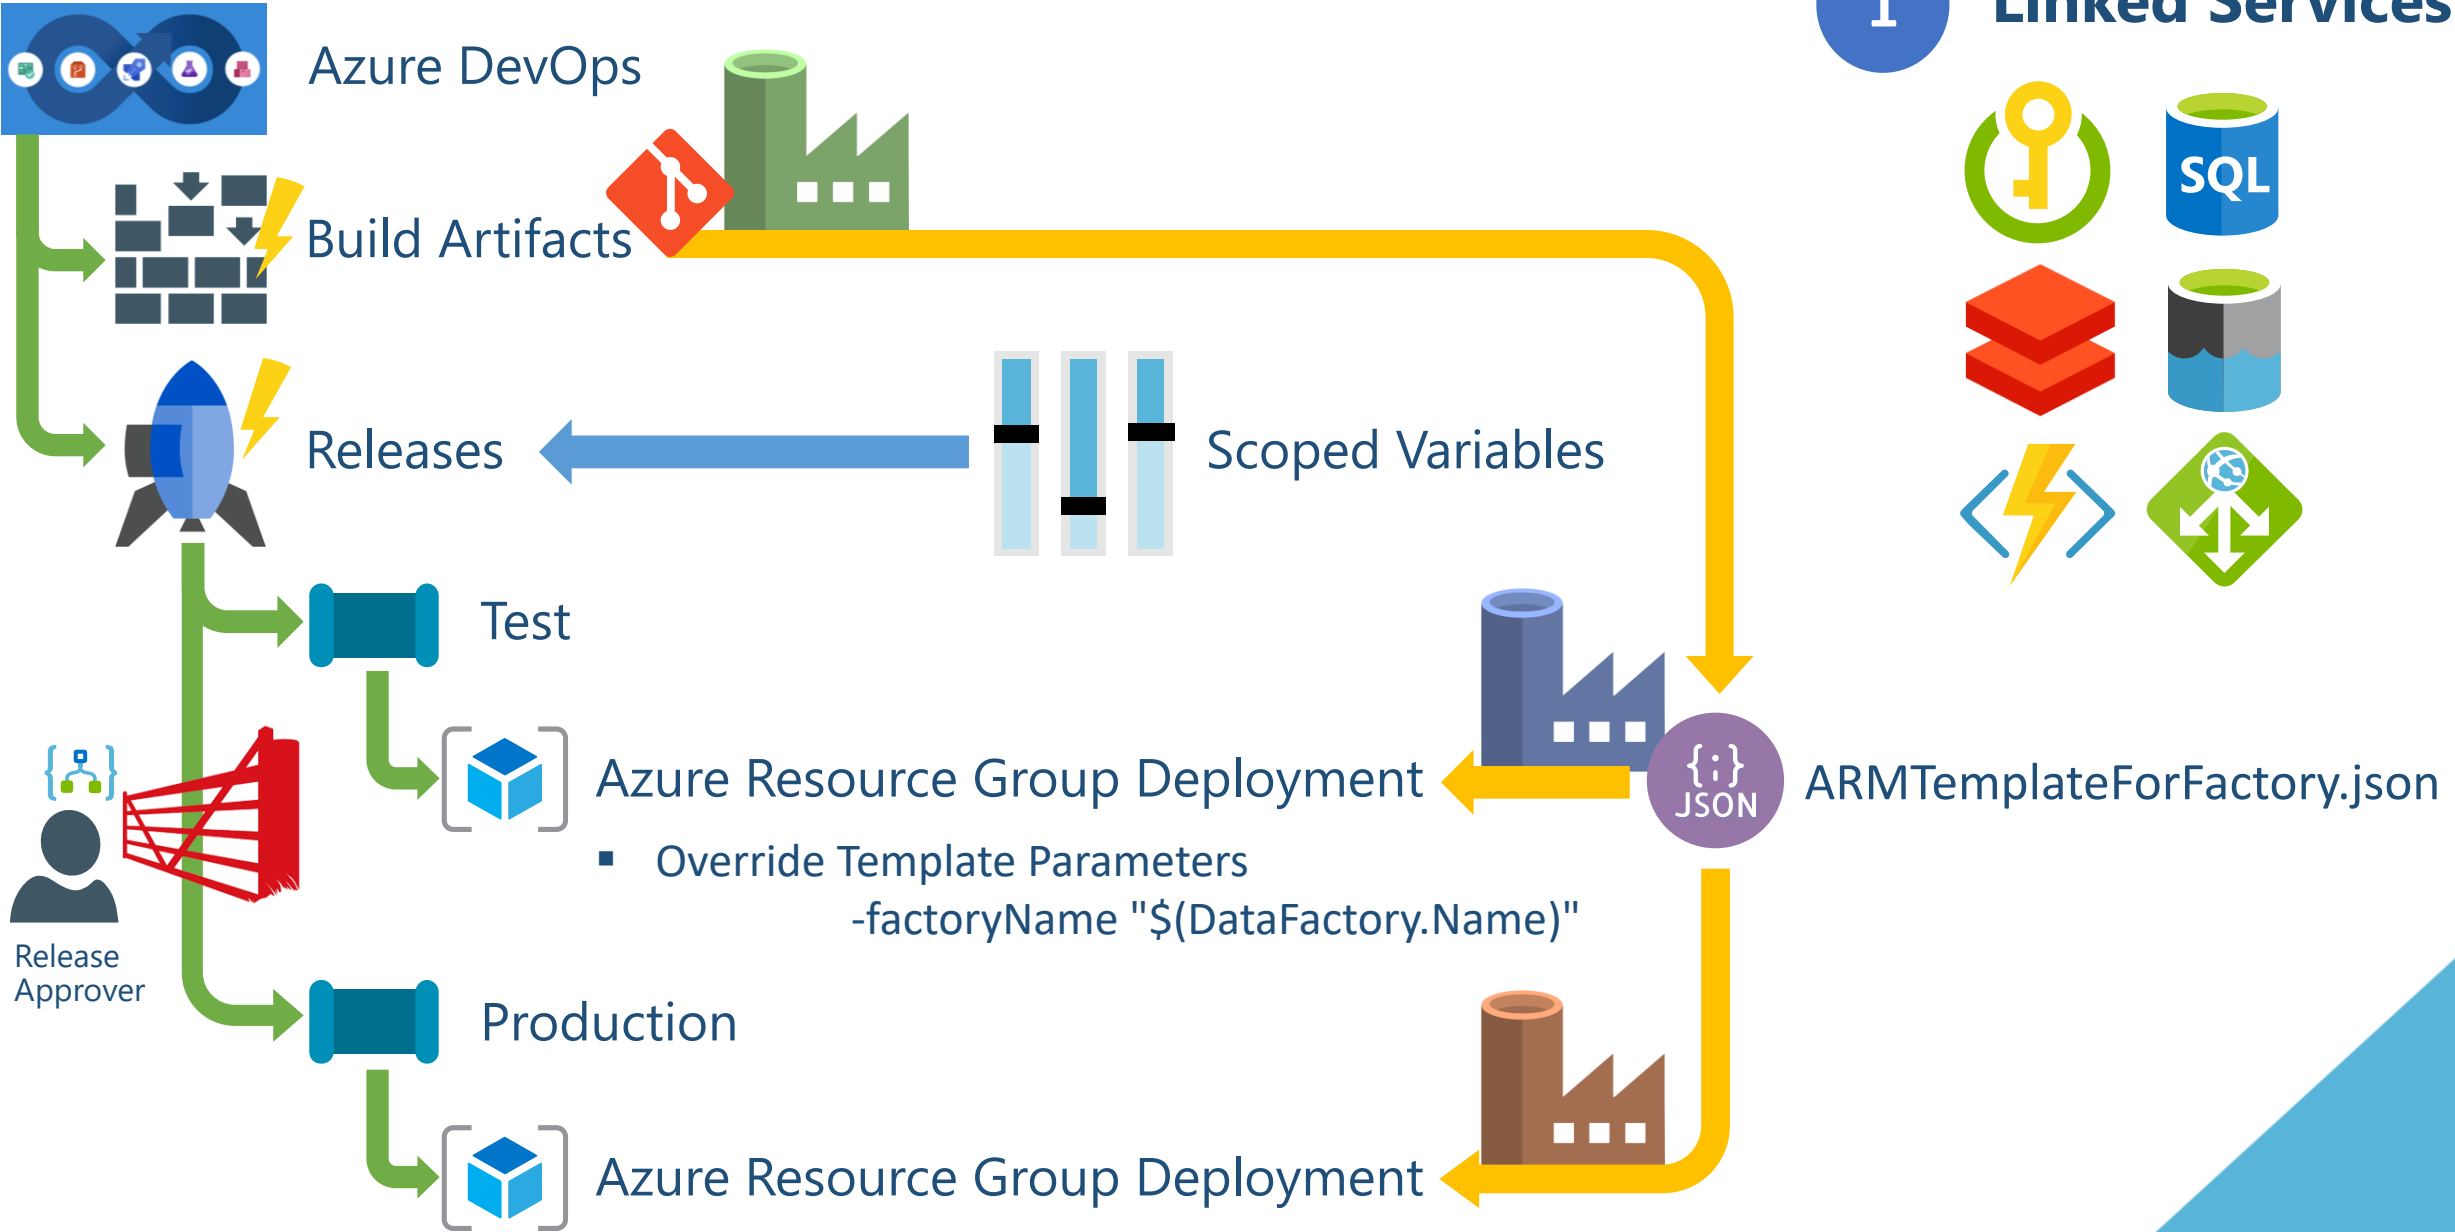 1 Linked Services
Azure DevOps
SQL
Build Artifacts
Releases
Scoped Variables
Test
Azure Resource Group Deployment
{;}
JSON
ARMTemplateForFactory.json
▪ Override Template Parameters
-factoryName "$(DataFactory.Name)"
Release
Approver
Production
Azure Resource Group Deployment